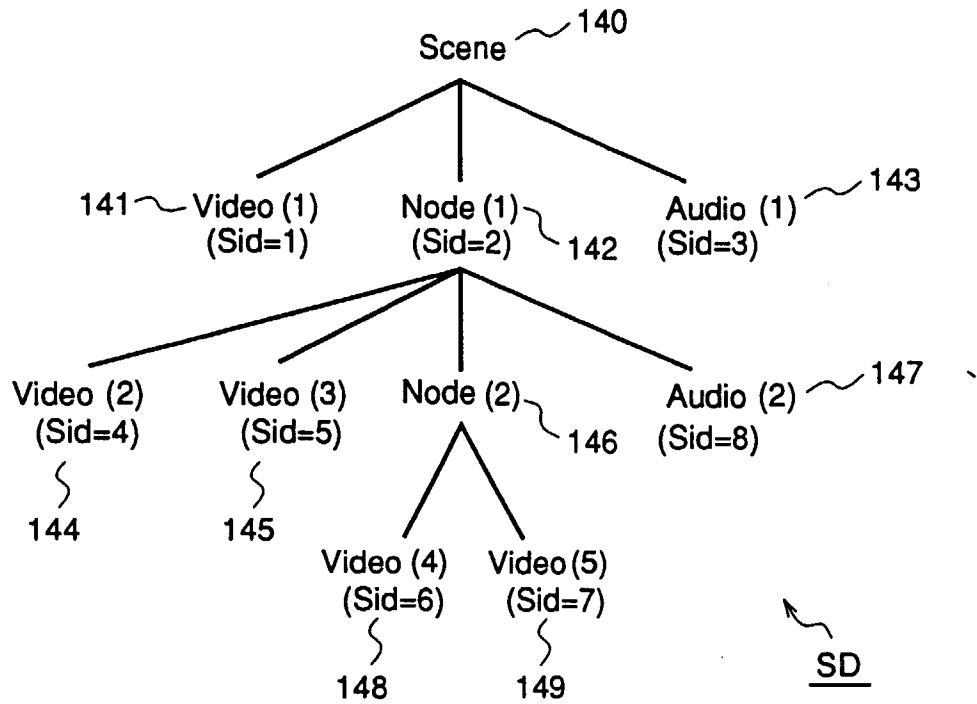 Scene
140
141
Video (1)
(Sid=1)
Node (1)
(Sid=2)
142
Audio (1)
(Sid=3)
143
Video (2)
(Sid=4)
144
Video (3)
(Sid=5)
145
Node (2)
146
Audio (2)
(Sid=8)
147
Video (4)
(Sid=6)
148
Video (5)
(Sid=7)
149
SD